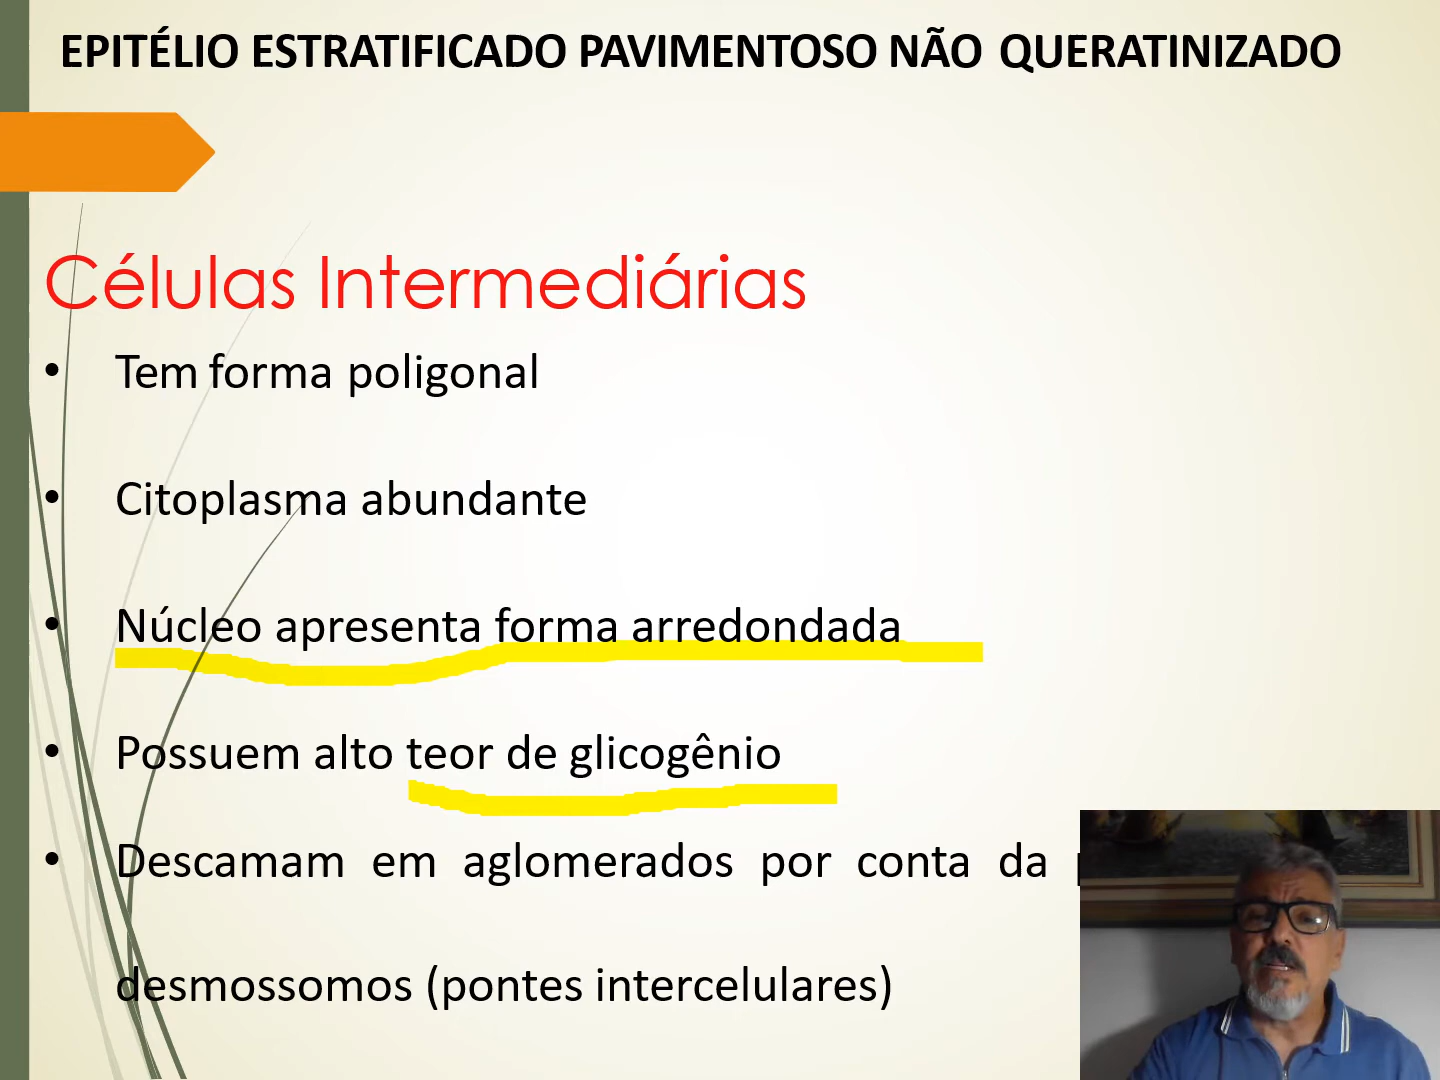 EPITÉLIO ESTRATIFICADO PAVIMENTOSO NÃO QUERATINIZADO
Células Intermediárias
• Tem forma poligonal
• Citoplasma abundante
• Núcleo apresenta forma arredondada
• Possuem alto teor de glicogênio
• Descamam em aglomerados por conta da
desmossomos (pontes intercelulares)